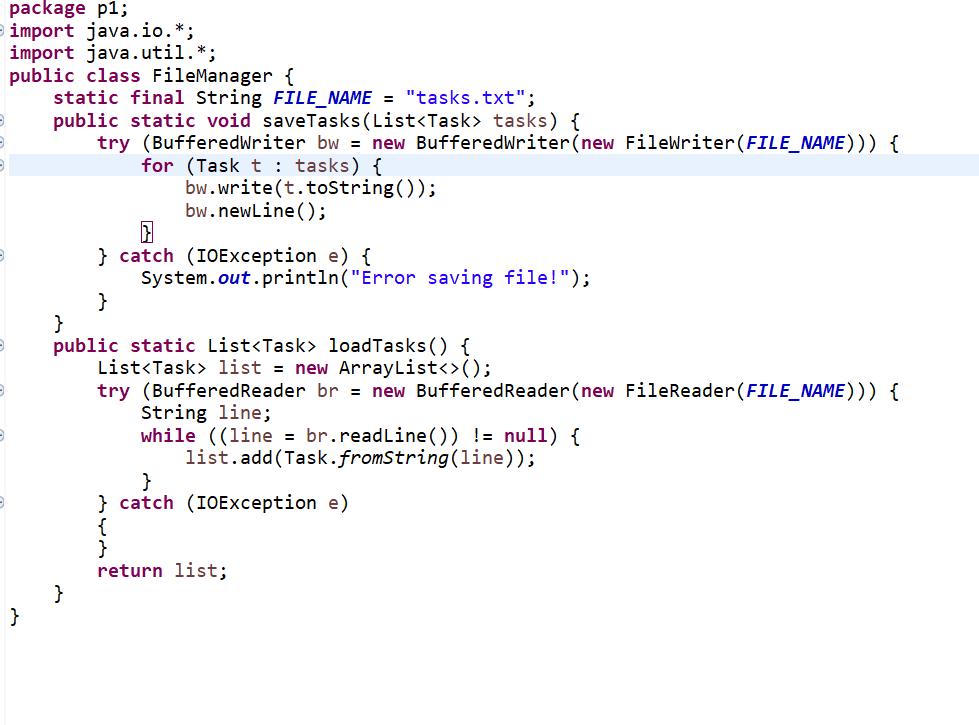 package p1;
import java.io.*;
import java.util.*;
public class FileManager {
    static final String FILE_NAME = "tasks.txt";
    public static void saveTasks(List<Task> tasks) {
        try (BufferedWriter bw = new BufferedWriter(new FileWriter(FILE_NAME))) {
            for (Task t : tasks) {
                bw.write(t.toString());
                bw.newLine();
            }
        } catch (IOException e) {
            System.out.println("Error saving file!");
        }
    }
    public static List<Task> loadTasks() {
        List<Task> list = new ArrayList<>();
        try (BufferedReader br = new BufferedReader(new FileReader(FILE_NAME))) {
            String line;
            while ((line = br.readLine()) != null) {
                list.add(Task.fromString(line));
            }
        } catch (IOException e)
        {
        }
        return list;
    }
}